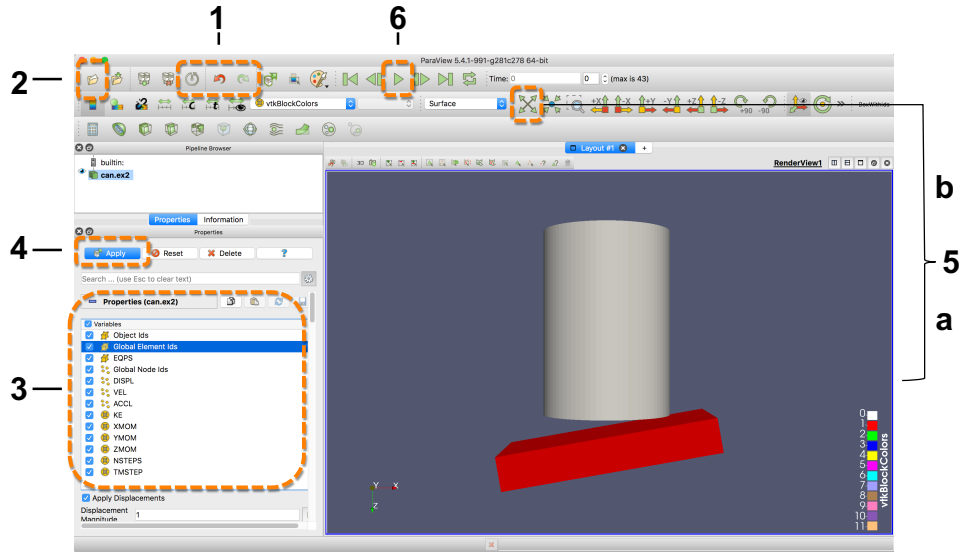 1
6
2
ParaView 5.4.1-991-g281c278 64-bit
Time: 0
0
(max is 43)
vtkBlockColors
Surface
+X
-X
+Y
-Y
+Z
-Z
+90
-90
»
BoxWithIds
Pipeline Browser
builtin:
can.ex2
Layout #1
+
3D
RenderView1
Properties
Information
Properties
4
Apply
Reset
Delete
?
Search ... (use Esc to clear text)
Properties (can.ex2)
3
Variables
Object Ids
Global Element Ids
EQPS
Global Node Ids
DISPL
VEL
ACCL
KE
XMOM
YMOM
ZMOM
NSTEPS
TMSTEP
Apply Displacements
Displacement
Magnitude
1
Y
X
Z
0
1
2
3
4
5
6
7
8
9
10
11
vtkBlockColors
b
5
a